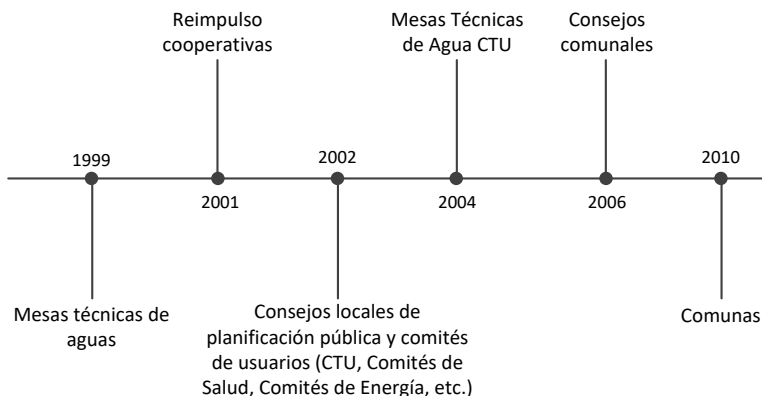 Reimpulso
cooperativas
Mesas Técnicas
de Agua CTU
Consejos
comunales
1999
2002
2010
2001
2004
2006
Mesas técnicas de
aguas
Consejos locales de
planificación pública y comités
de usuarios (CTU, Comités de
Salud, Comités de Energía, etc.)
Comunas